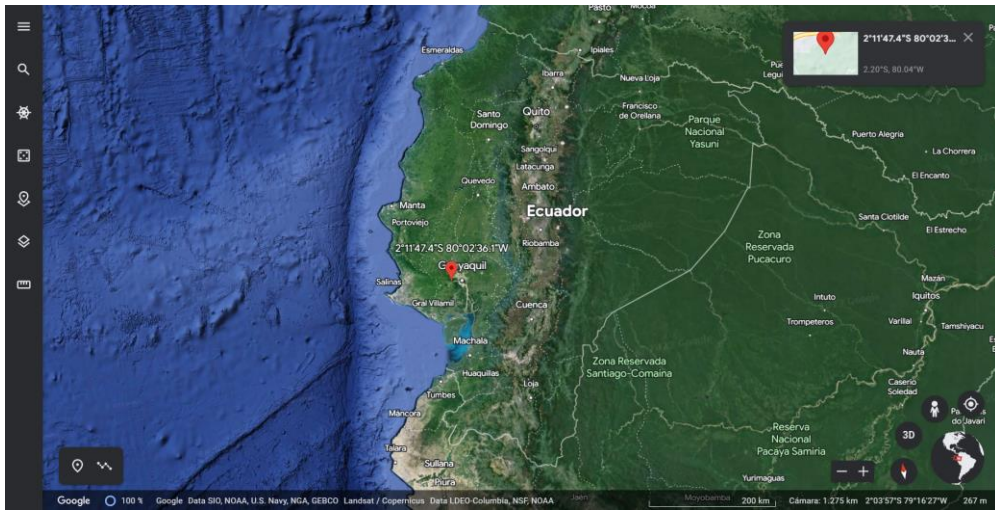 Pasto
Mocoa
Esmeraldas
Ipiales
Ibarra
Nueva Loja
2°11'47.4"S 80°02'3...
2.20°S, 80.04°W
Santo
Domingo
Quito
Francisco
de Orellana
Parque
Nacional
Yasuni
Puerto Alegria
Sangolqui
Latacunga
La Chorrera
Quevedo
Ambato
El Encanto
Manta
Portoviejo
Ecuador
Santa Clotilde
El Estrecho
2°11'47.4"S 80°02'36.1"W
Riobamba
Zona
Reservada
Pucacuro
Salinas
Mazán
Gral Villamil
Cuenca
Intuto
Iquitos
Trompeteros
Varillal
Tamshiyacu
Machala
Nauta
Huaquillas
Zona Reservada
Santiago-Comaina
Loja
Caserio
Soledad
Tumbes
Máncora
Reserva
Nacional
Pacaya Samiria
3D
Talara
Sullana
Piura
Yurimaguas
Google 100 % Google Data SIO, NOAA, U.S. Navy, NGA, GEBCO Landsat / Copernicus Data LDEO-Columbia, NSF, NOAA
Jaén
Moyobamba
200 km
Cámara: 1.275 km 2°03'57"S 79°16'27"W 267 m